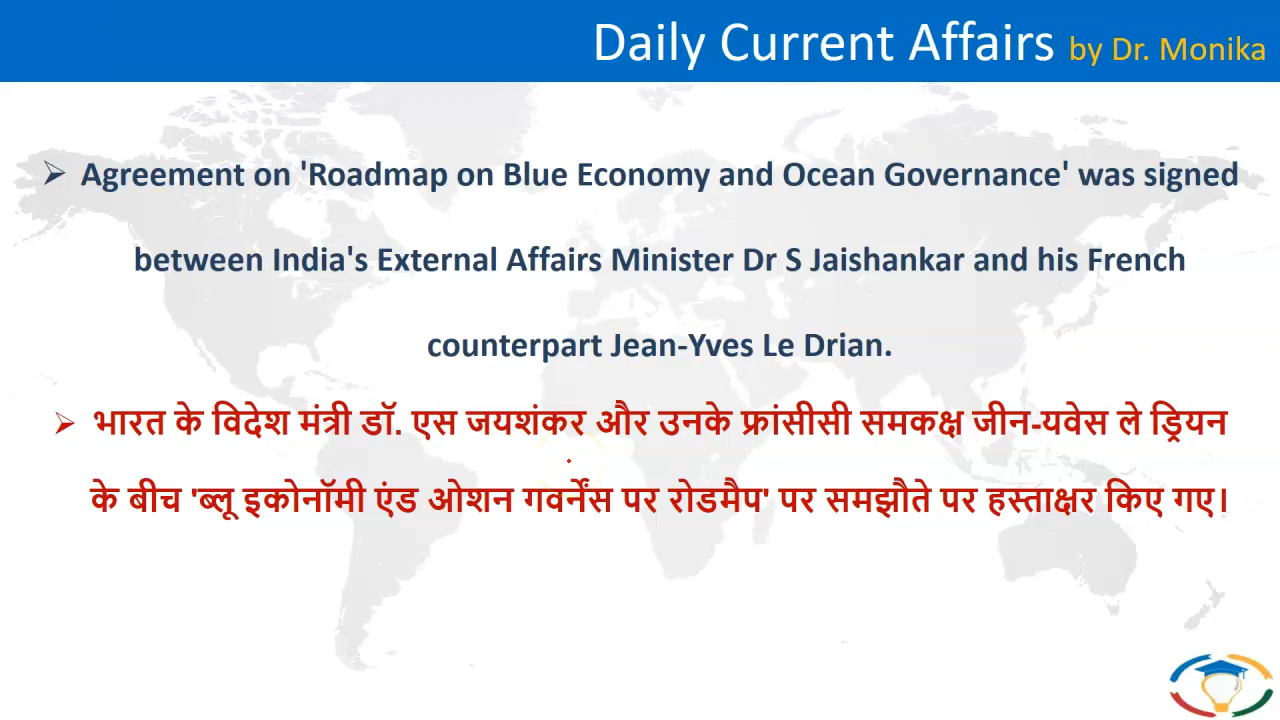 Daily Current Affairs by Dr. Monika
➢ Agreement on 'Roadmap on Blue Economy and Ocean Governance' was signed
between India's External Affairs Minister Dr S Jaishankar and his French
counterpart Jean-Yves Le Drian.
➢ भारत के विदेश मंत्री डॉ. एस जयशंकर और उनके फ्रांसीसी समकक्ष जीन-यवेस ले ड्रियन
के बीच 'ब्लू इकोनॉमी एंड ओशन गवर्नेंस पर रोडमैप' पर समझौते पर हस्ताक्षर किए गए।